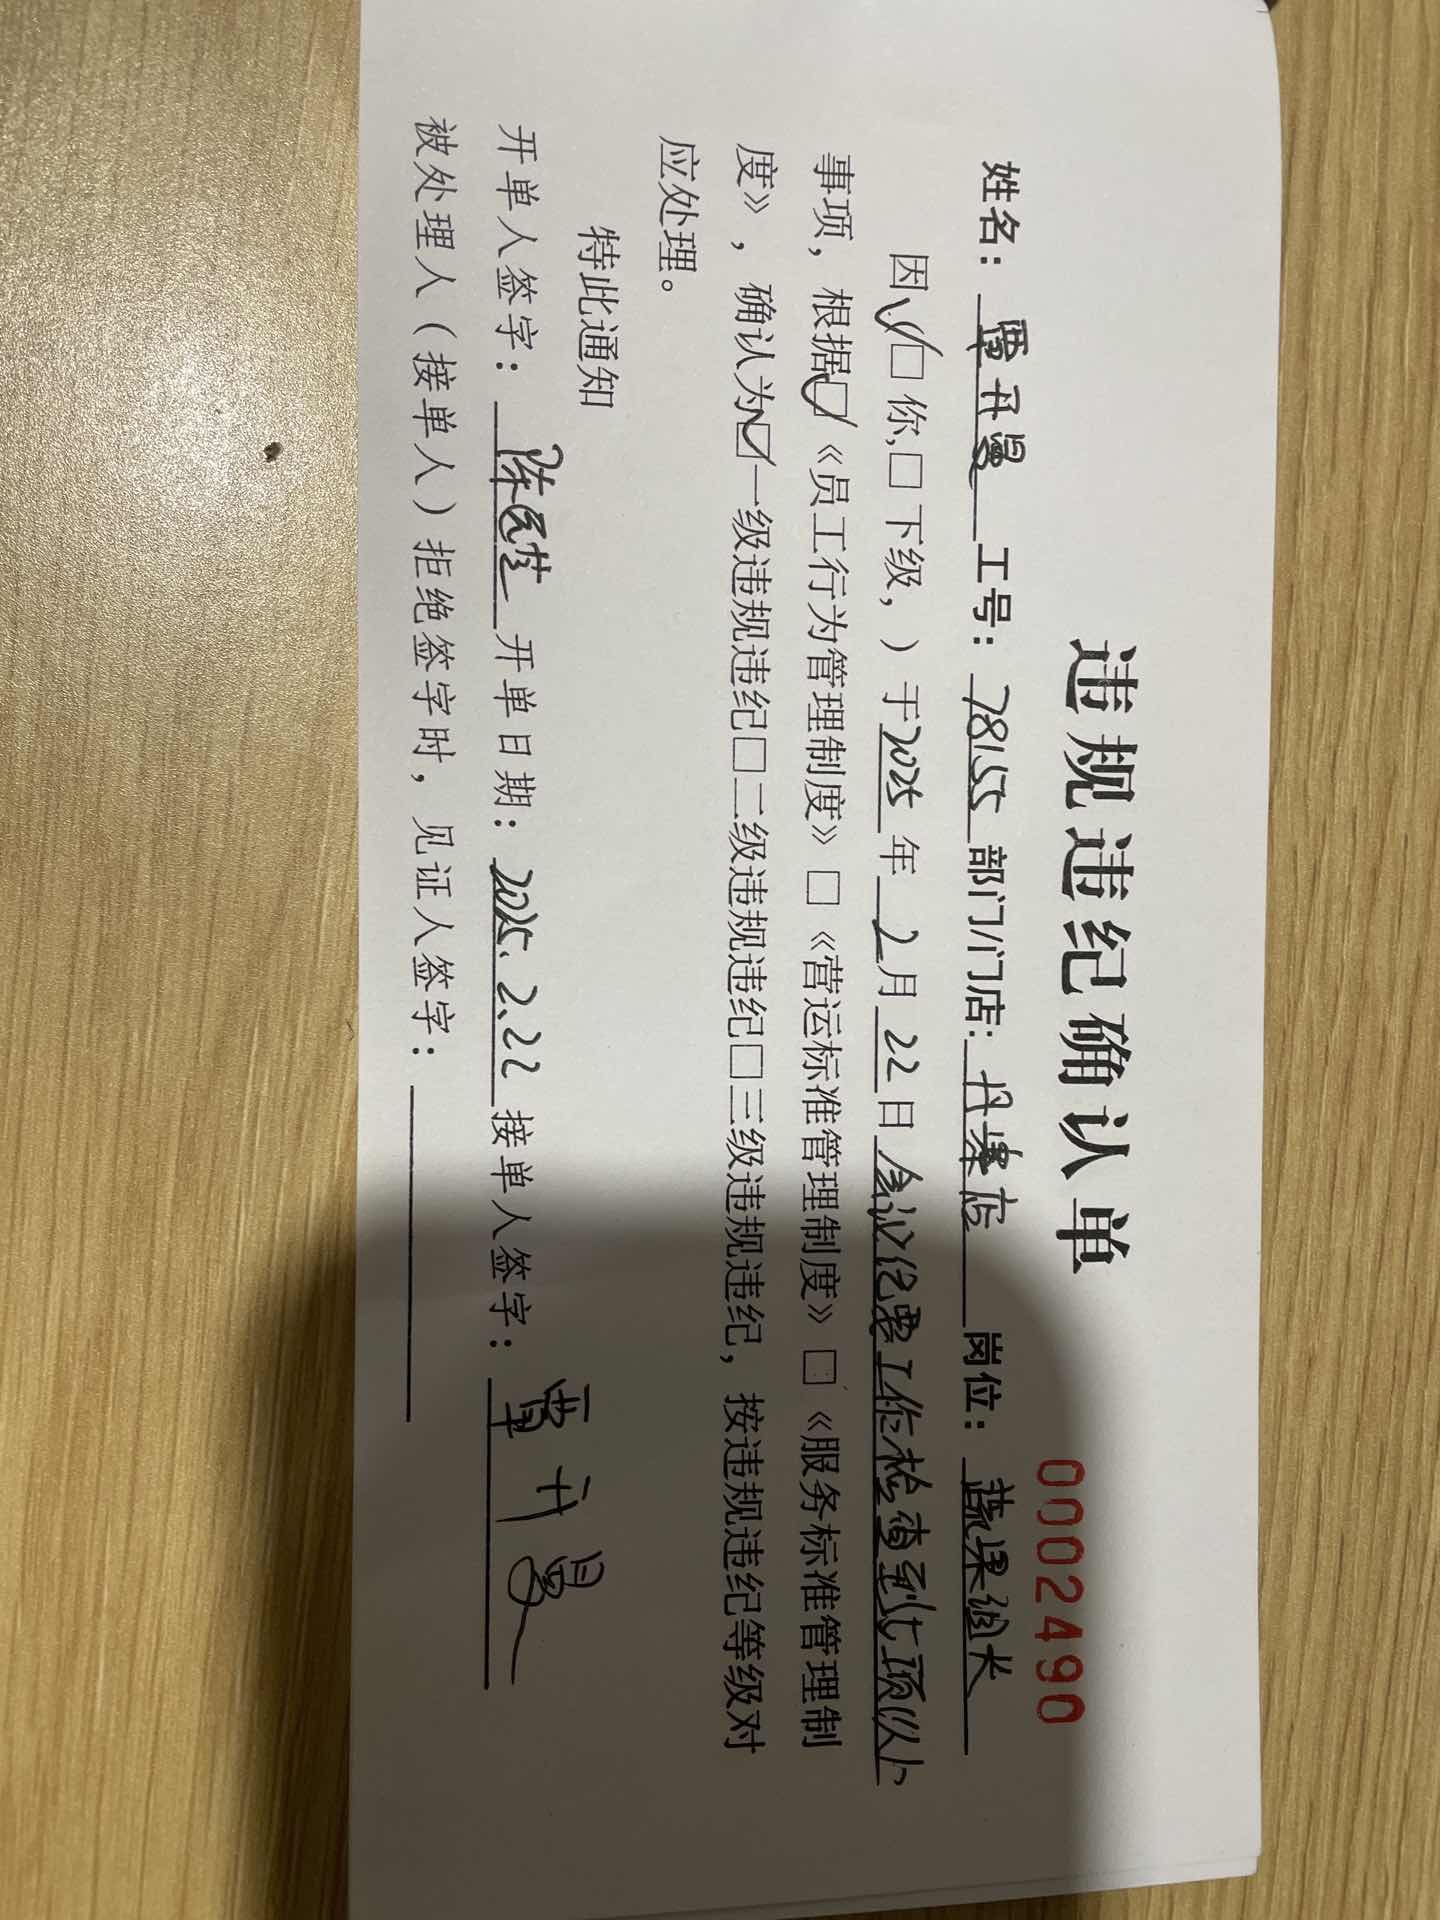 违规违纪确认单
0002490
姓名：覃丹曼 工号：78155 部门/门店：丹寨店 岗位：蔬果组长
因（☑你，□下级，）于2025年2月22日会议纪要工作检查到七项以上
事项，根据☑《员工行为管理制度》□《营运标准管理制度》□《服务标准管理制
度》，确认为☑一级违规违纪□二级违规违纪□三级违规违纪，按违规违纪等级对
应处理。
特此通知
开单人签字：陈 开单日期：2025.2.22 接单人签字：覃丹曼
被处理人（接单人）拒绝签字时，见证人签字：